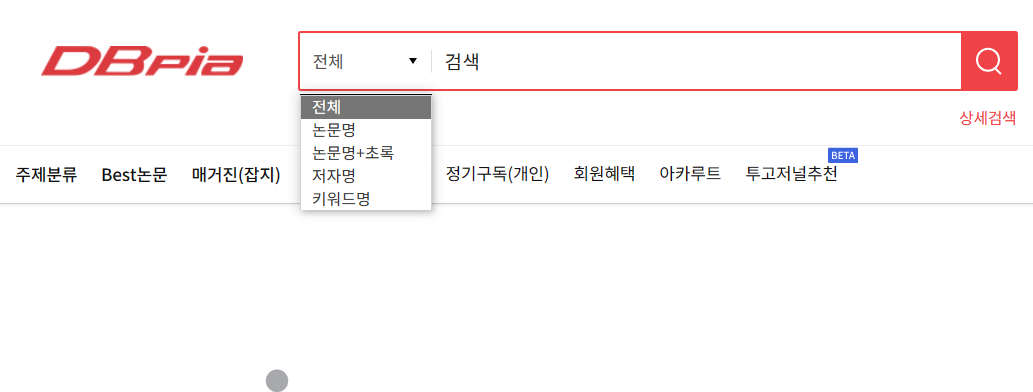 DBpia
전체 검색
상세검색
전체
논문명
논문명+초록
저자명
키워드명
BETA
주제분류 Best논문 매거진(잡지) 정기구독(개인) 회원혜택 아카루트 투고저널추천